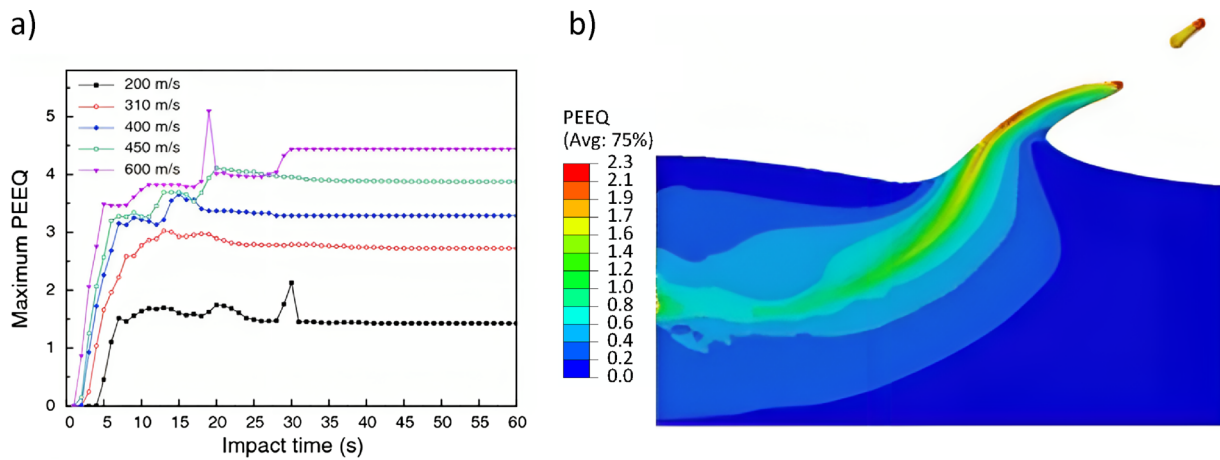 a)
200 m/s
310 m/s
400 m/s
450 m/s
600 m/s
5
4
3
2
1
0
Maximum PEEQ
0 5 10 15 20 25 30 35 40 45 50 55 60
Impact time (s)
b)
PEEQ
(Avg: 75%)
2.3
2.1
1.9
1.7
1.6
1.4
1.2
1.0
0.8
0.6
0.4
0.2
0.0